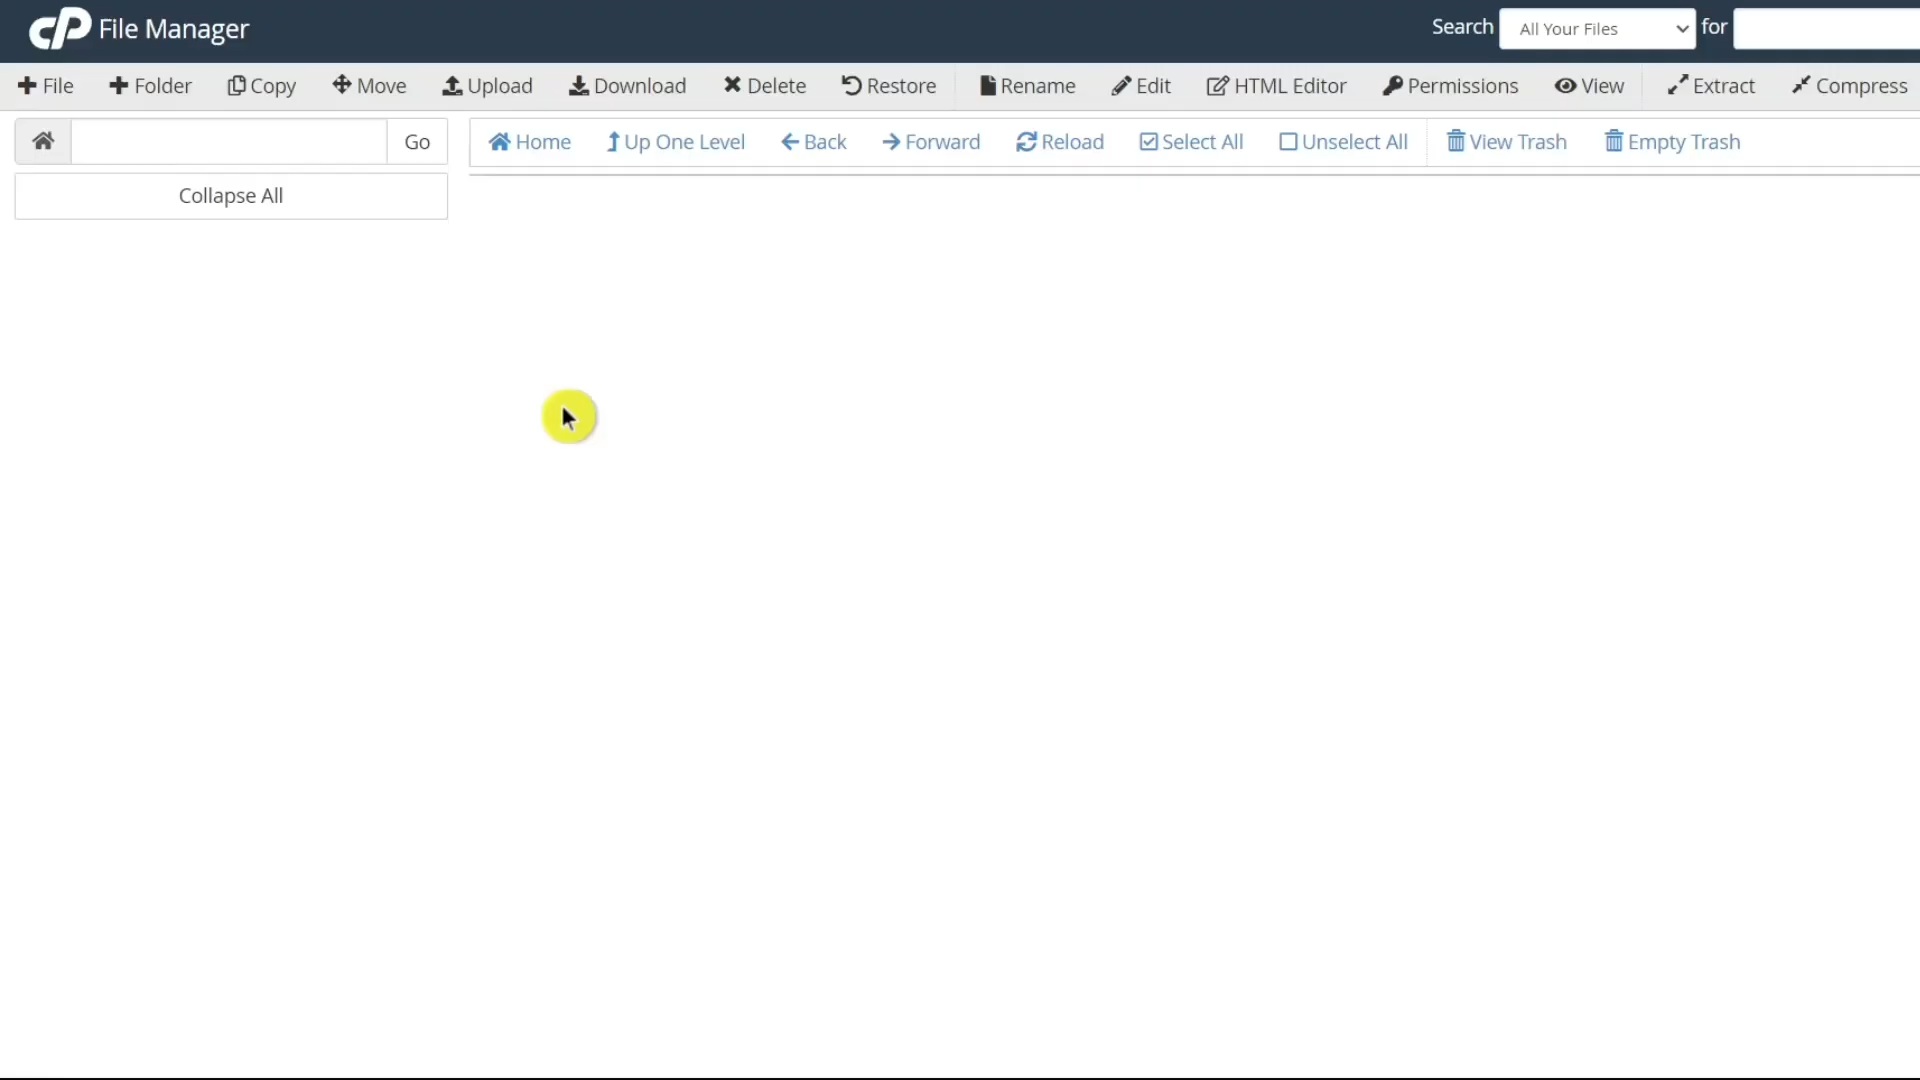 cP File Manager
Search All Your Files for
File Folder Copy Move Upload Download Delete Restore Rename Edit HTML Editor Permissions View Extract Compress
Go Home Up One Level Back Forward Reload Select All Unselect All View Trash Empty Trash
Collapse All